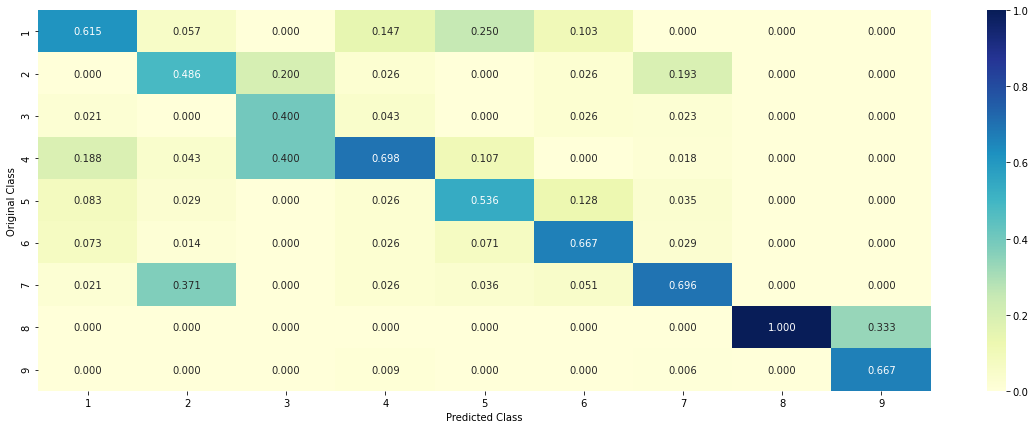 1.0
1 0.615 0.057 0.000 0.147 0.250 0.103 0.000 0.000 0.000
2 0.000 0.486 0.200 0.026 0.000 0.026 0.193 0.000 0.000
0.8
3 0.021 0.000 0.400 0.043 0.000 0.026 0.023 0.000 0.000
0.6
4 0.188 0.043 0.400 0.698 0.107 0.000 0.018 0.000 0.000
Original Class
5 0.083 0.029 0.000 0.026 0.536 0.128 0.035 0.000 0.000
0.4
6 0.073 0.014 0.000 0.026 0.071 0.667 0.029 0.000 0.000
7 0.021 0.371 0.000 0.026 0.036 0.051 0.696 0.000 0.000
0.2
8 0.000 0.000 0.000 0.000 0.000 0.000 0.000 1.000 0.333
9 0.000 0.000 0.000 0.009 0.000 0.000 0.006 0.000 0.667
0.0
1 2 3 4 5 6 7 8 9
Predicted Class